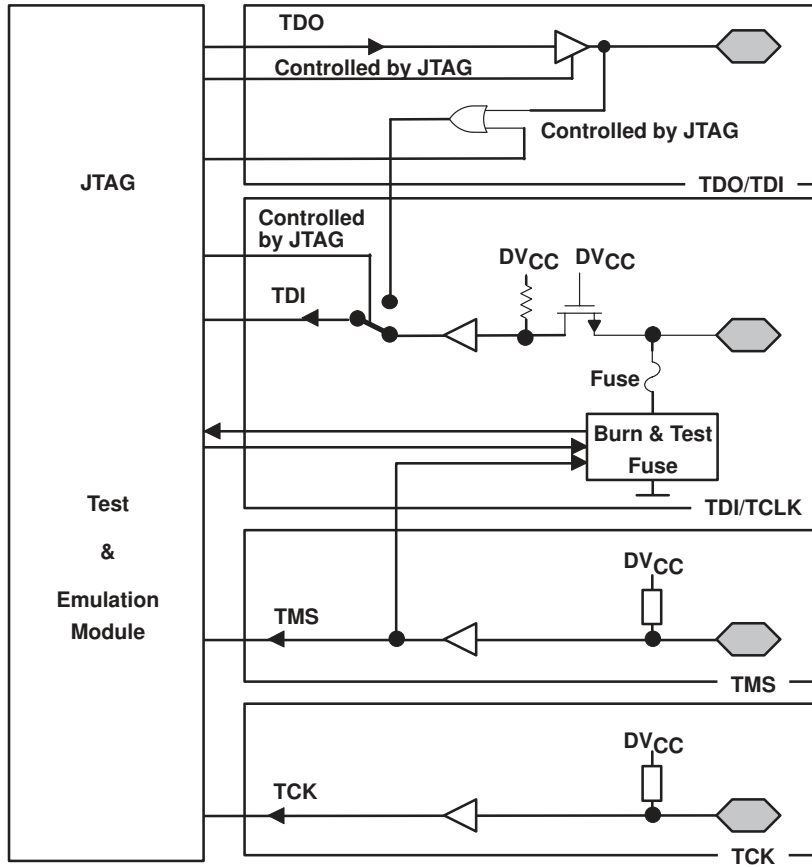 TDO
Controlled by JTAG
Controlled by JTAG
JTAG
TDO/TDI
Controlled
by JTAG
DVCC
DVCC
TDI
Fuse
Burn & Test
Fuse
Test
&
Emulation
Module
TDI/TCLK
DVCC
TMS
TMS
DVCC
TCK
TCK